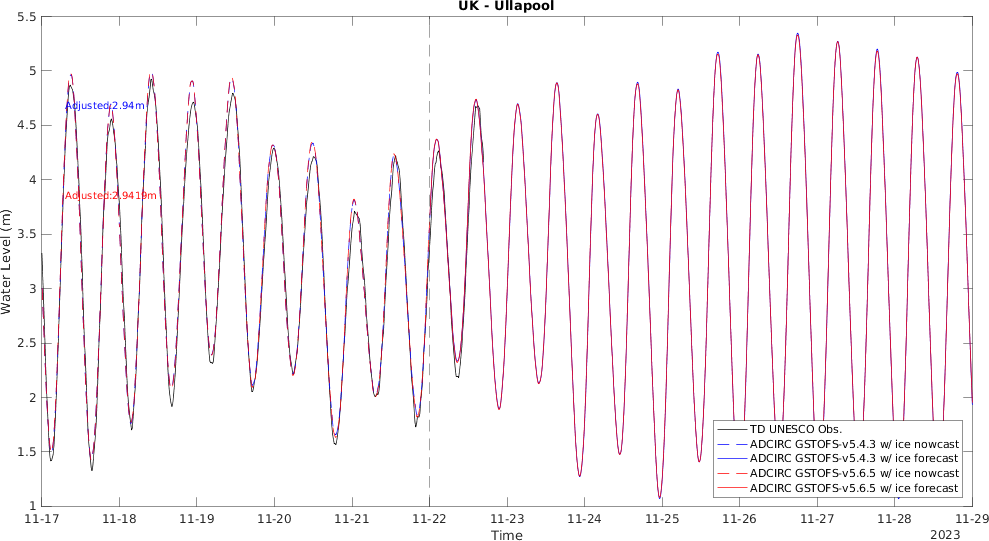 UK - Ullapool
5.5
5
4.5
4
3.5
3
2.5
2
1.5
1
Water Level (m)
Adjusted:2.94m
Adjusted:2.9419m
TD UNESCO Obs.
ADCIRC GSTOFS-v5.4.3 w/ ice nowcast
ADCIRC GSTOFS-v5.4.3 w/ ice forecast
ADCIRC GSTOFS-v5.6.5 w/ ice nowcast
ADCIRC GSTOFS-v5.6.5 w/ ice forecast
11-17 11-18 11-19 11-20 11-21 11-22 11-23 11-24 11-25 11-26 11-27 11-28 11-29
Time
2023